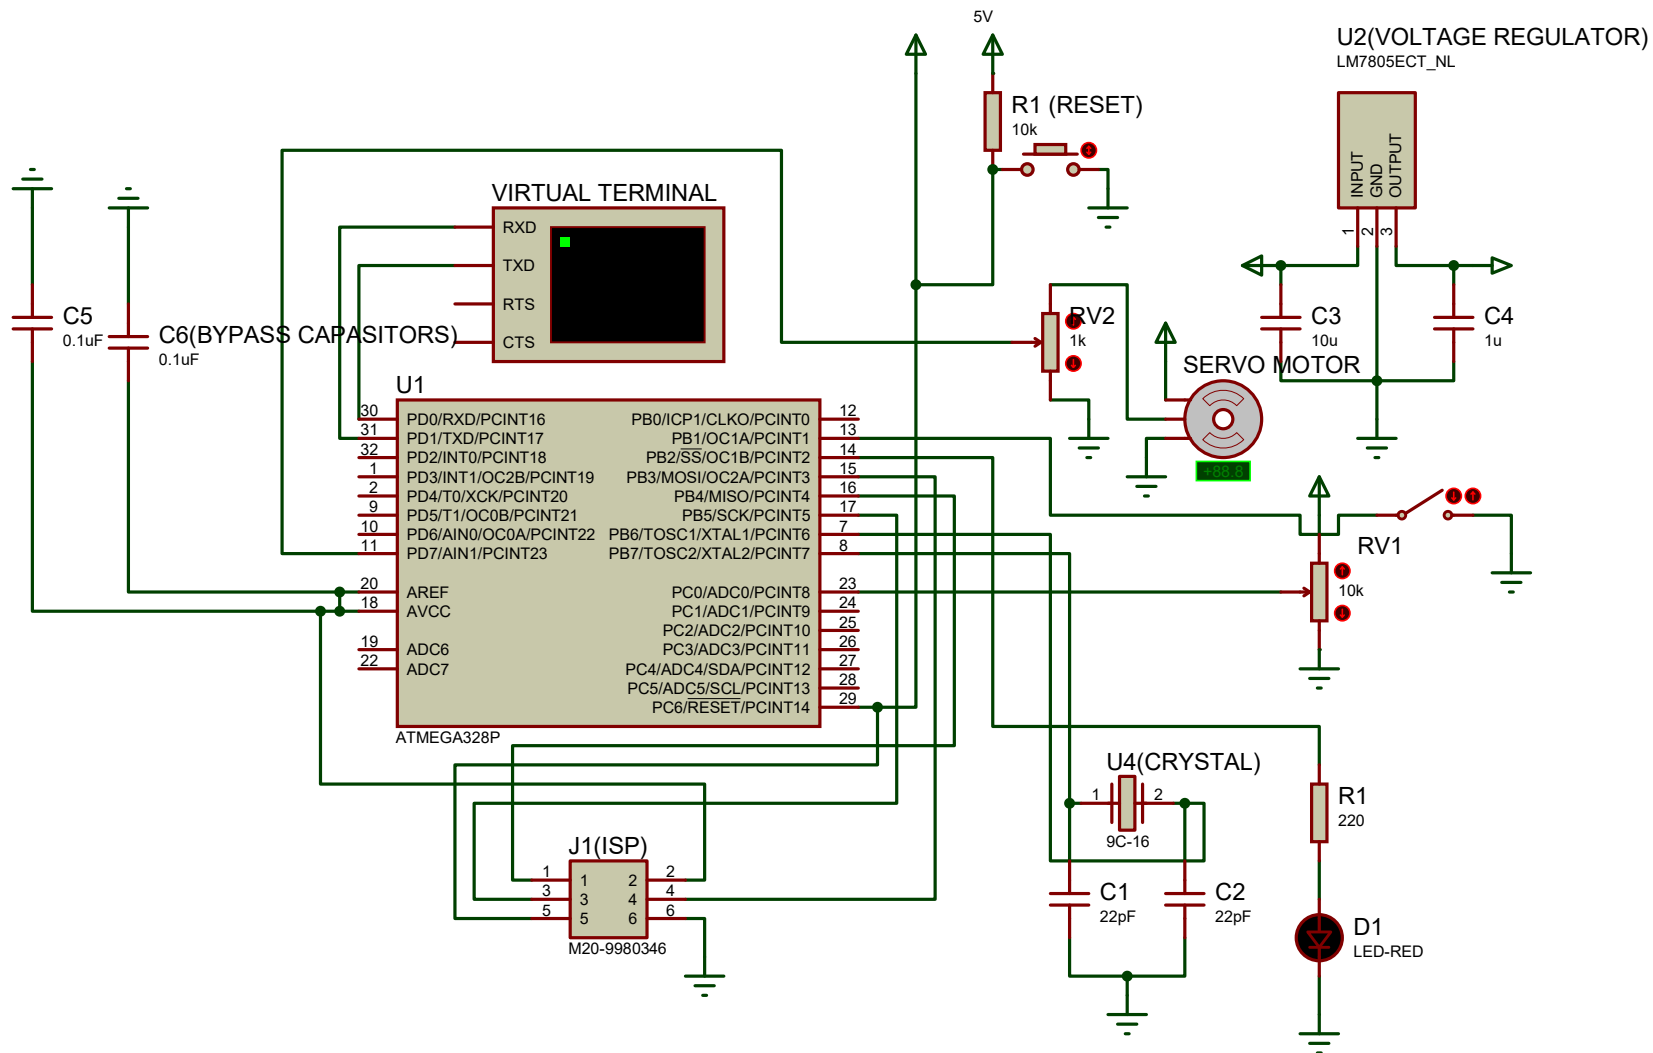 5V
U2(VOLTAGE REGULATOR)
LM7805ECT_NL
R1 (RESET)
10k
INPUT
GND
OUTPUT
1
2
3
VIRTUAL TERMINAL
RXD
TXD
RTS
CTS
C5
0.1uF
C6(BYPASS CAPASITORS)
0.1uF
RV2
1k
C3
10u
C4
1u
SERVO MOTOR
+88.8
U1
30 PD0/RXD/PCINT16 PB0/ICP1/CLKO/PCINT0 12
31 PD1/TXD/PCINT17 PB1/OC1A/PCINT1 13
32 PD2/INT0/PCINT18 PB2/SS/OC1B/PCINT2 14
1 PD3/INT1/OC2B/PCINT19 PB3/MOSI/OC2A/PCINT3 15
2 PD4/T0/XCK/PCINT20 PB4/MISO/PCINT4 16
9 PD5/T1/OC0B/PCINT21 PB5/SCK/PCINT5 17
10 PD6/AIN0/OC0A/PCINT22 PB6/TOSC1/XTAL1/PCINT6 7
11 PD7/AIN1/PCINT23 PB7/TOSC2/XTAL2/PCINT7 8
20 AREF PC0/ADC0/PCINT8 23
18 AVCC PC1/ADC1/PCINT9 24
PC2/ADC2/PCINT10 25
19 ADC6 PC3/ADC3/PCINT11 26
22 ADC7 PC4/ADC4/SDA/PCINT12 27
PC5/ADC5/SCL/PCINT13 28
PC6/RESET/PCINT14 29
ATMEGA328P
RV1
10k
U4(CRYSTAL)
1 2
9C-16
R1
220
J1(ISP)
1 1 2 2
3 3 4 4
5 5 6 6
M20-9980346
C1
22pF
C2
22pF
D1
LED-RED